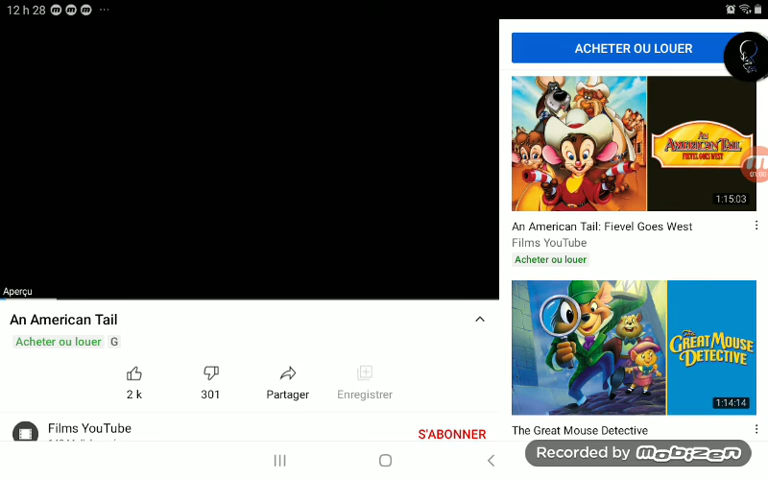 12 h 28
ACHETER OU LOUER
AN AMERICAN TAIL
FIEVEL GOES WEST
01:00
1:15:03
An American Tail: Fievel Goes West
Films YouTube
Acheter ou louer
Aperçu
An American Tail
Acheter ou louer G
2 k
301
Partager
Enregistrer
Films YouTube
S'ABONNER
The GREAT MOUSE DETECTIVE
1:14:14
The Great Mouse Detective
Recorded by mobizen